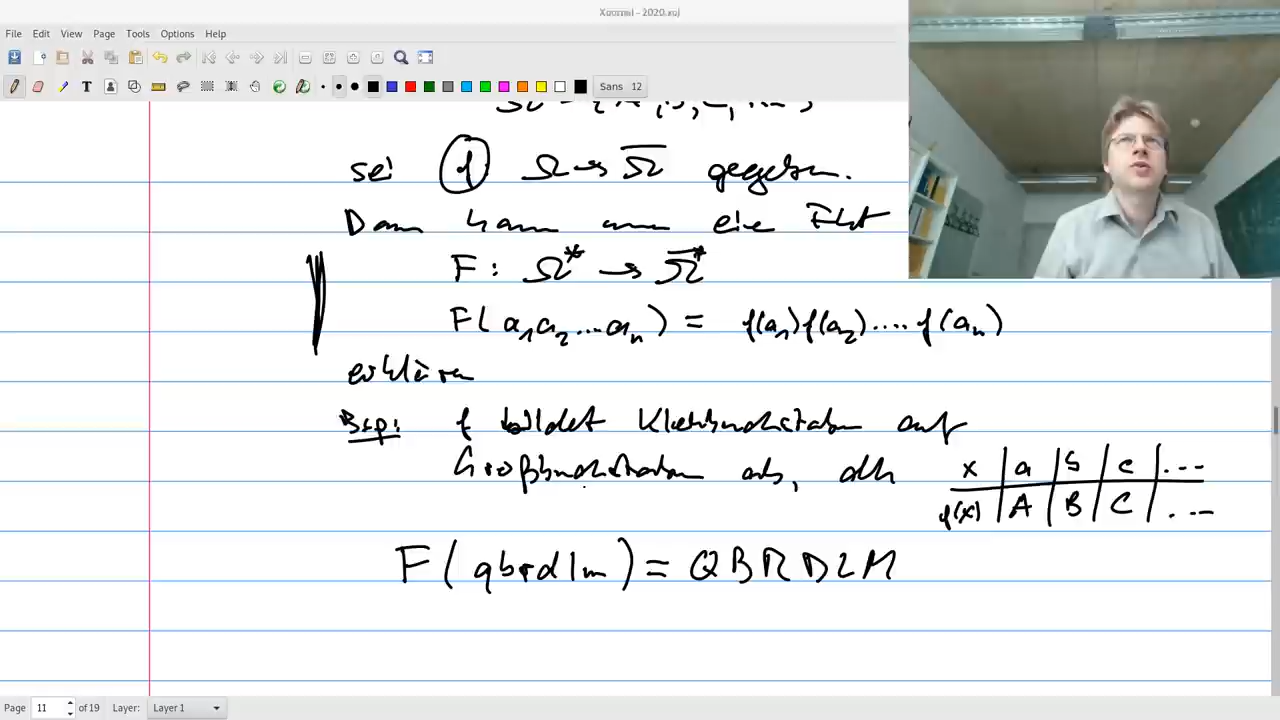 Xournal - 2020.xoj
File Edit View Page Tools Options Help
Sans 12
sei f Ω → Ω̅ gegeben.
Dann kann man eine Fkt
F : Ω* → Ω̅*
F(a₁a₂...aₙ) = f(a₁)f(a₂)....f(aₙ)
erklären
Bsp: f bildet Kleinbuchstaben auf
Großbuchstaben ab, also
x | a | b | c | ...
f(x) | A | B | C | ...
F(qbrdlm) = QBRDLM
Page 11 of 19 Layer: Layer 1